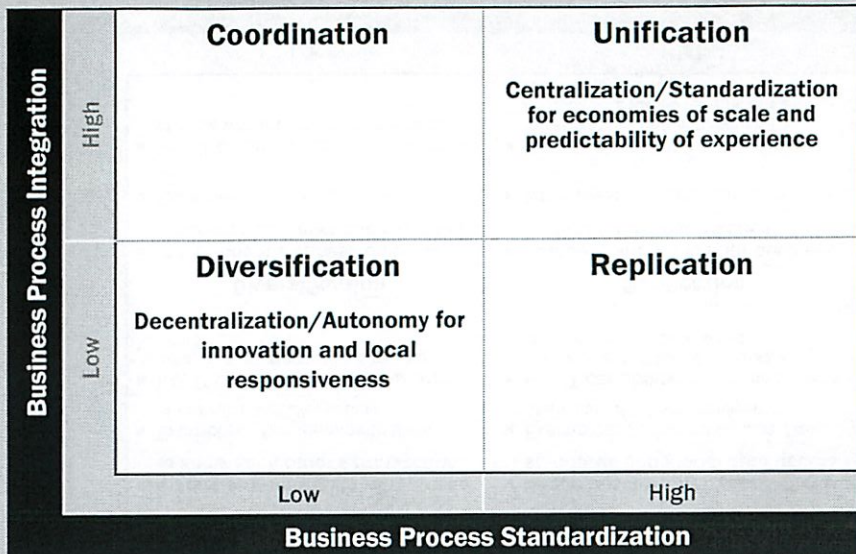 Business Process Integration
High
Low
Coordination
Unification
Centralization/Standardization
for economies of scale and
predictability of experience
Diversification
Decentralization/Autonomy for
innovation and local
responsiveness
Replication
Low
High
Business Process Standardization